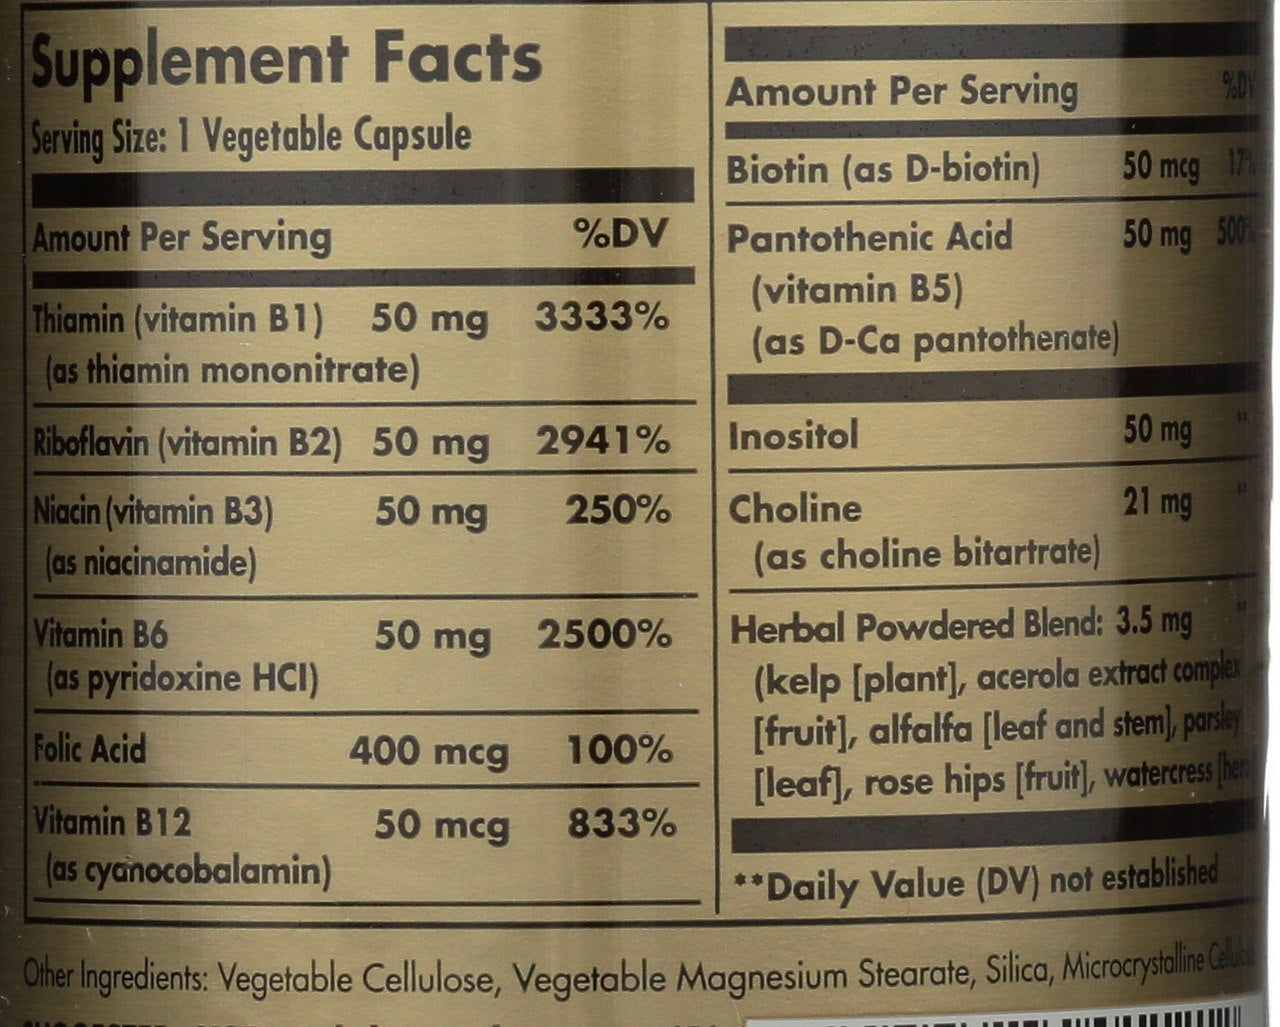 Supplement Facts
Serving Size: 1 Vegetable Capsule
Amount Per Serving %DV
Thiamin (vitamin B1) 50 mg 3333%
(as thiamin mononitrate)
Riboflavin (vitamin B2) 50 mg 2941%
Niacin (vitamin B3) 50 mg 250%
(as niacinamide)
Vitamin B6 50 mg 2500%
(as pyridoxine HCl)
Folic Acid 400 mcg 100%
Vitamin B12 50 mcg 833%
(as cyanocobalamin)
Amount Per Serving %DV
Biotin (as D-biotin) 50 mcg 17%
Pantothenic Acid 50 mg 500%
(vitamin B5)
(as D-Ca pantothenate)
Inositol 50 mg **
Choline 21 mg **
(as choline bitartrate)
Herbal Powdered Blend: 3.5 mg **
(kelp [plant], acerola extract complex
[fruit], alfalfa [leaf and stem], parsley
[leaf], rose hips [fruit], watercress
**Daily Value (DV) not established
Other Ingredients: Vegetable Cellulose, Vegetable Magnesium Stearate, Silica, Microcrystalline Cellulose